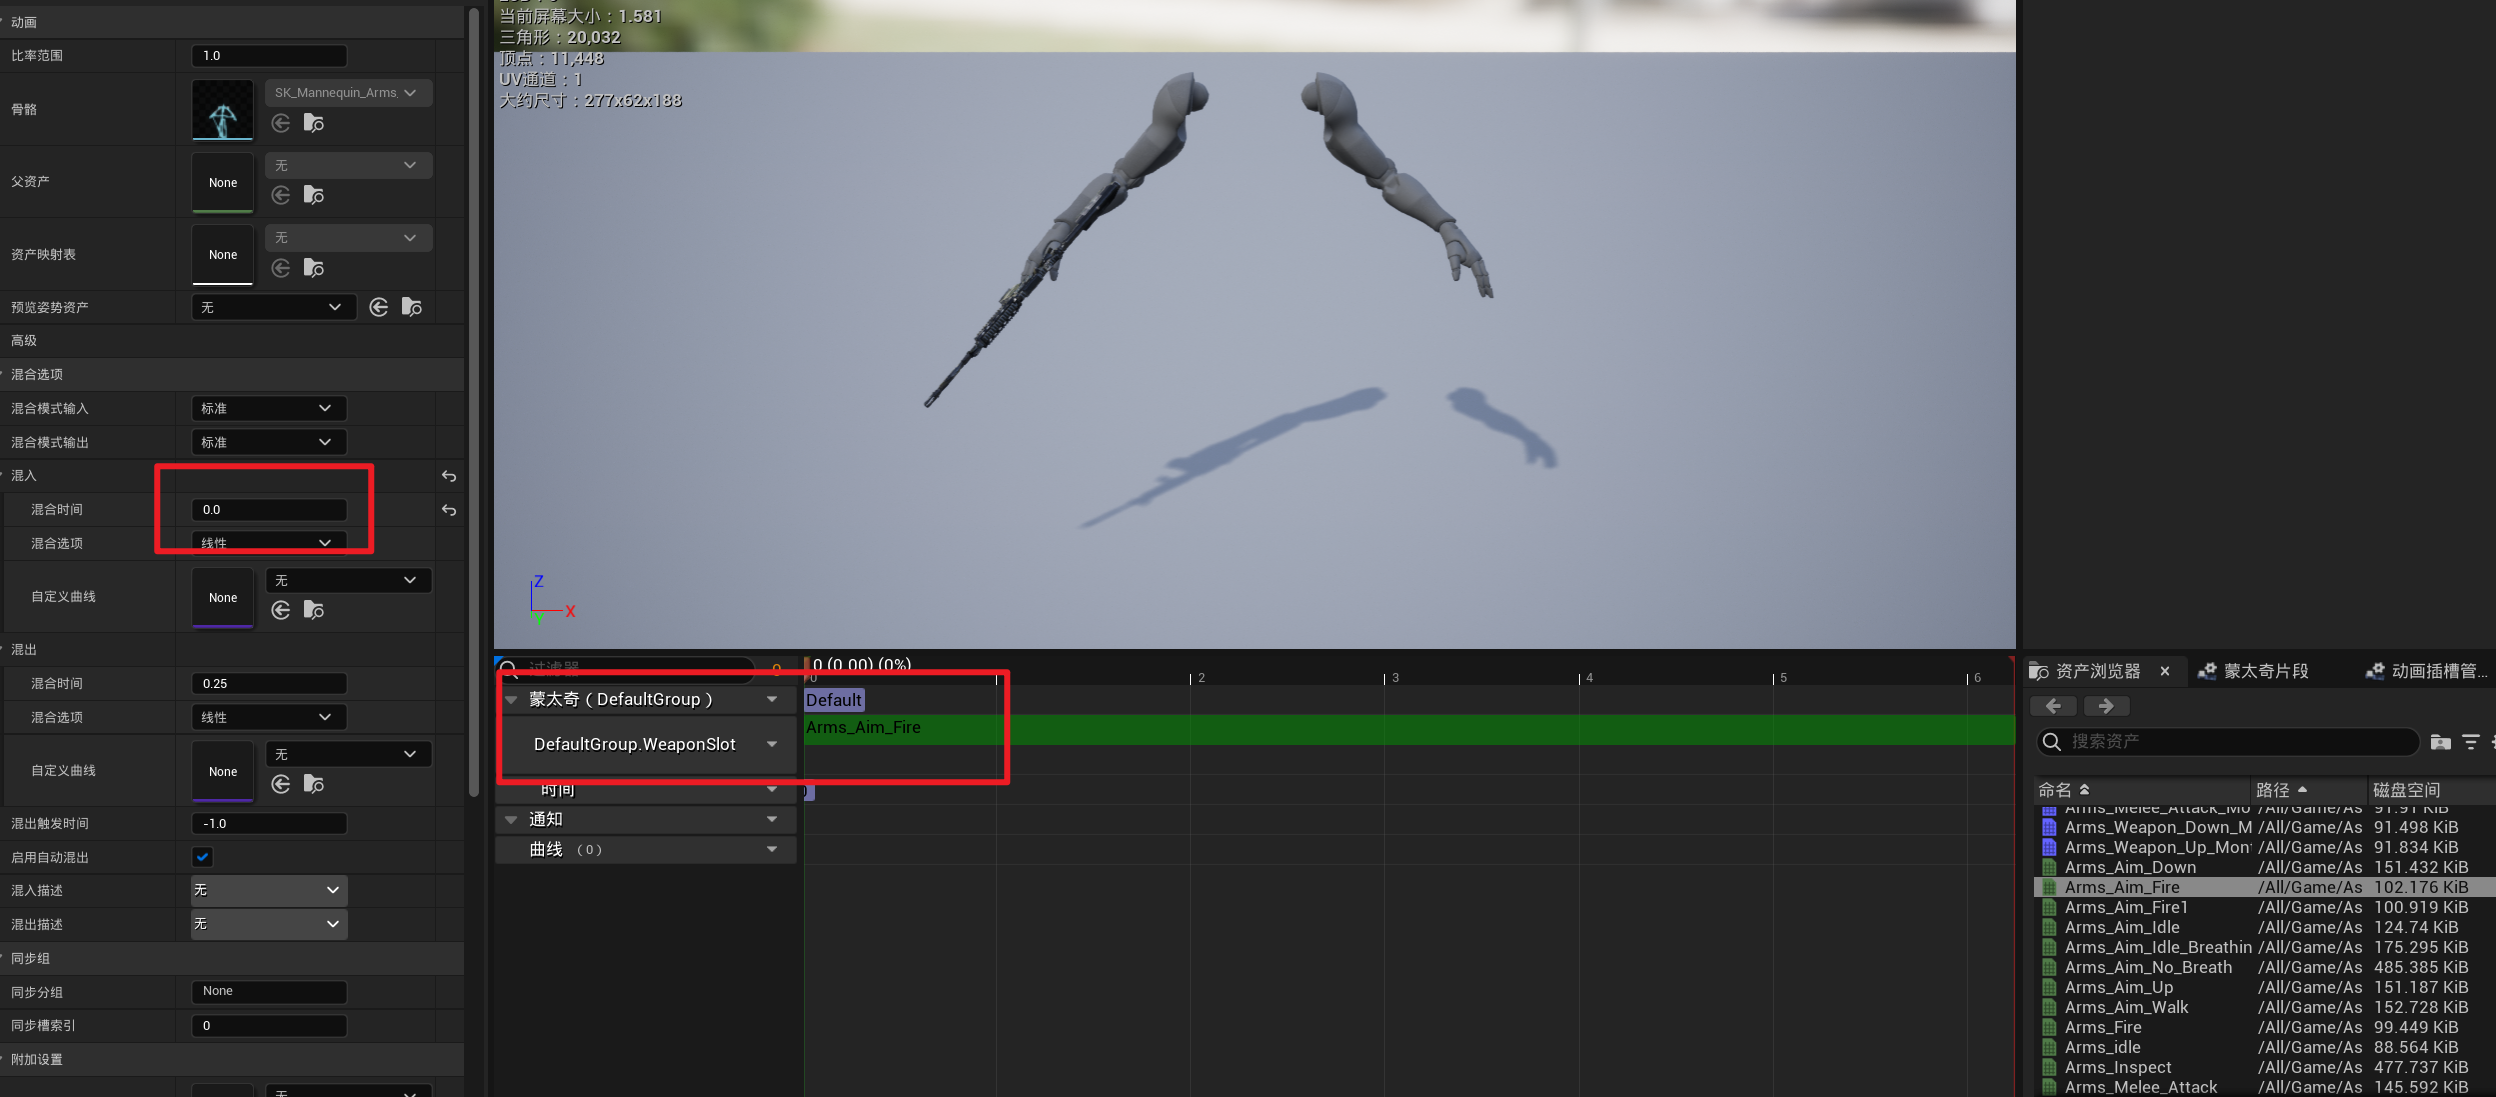 动画
比率范围
1.0
骨骼
SK_Mannequin_Arms_
父资产
None
无
资产映射表
None
无
预览姿势资产
无
高级
混合选项
混合模式输入
标准
混合模式输出
标准
混入
混合时间
0.0
混合选项
线性
自定义曲线
None
无
混出
混合时间
0.25
混合选项
线性
自定义曲线
None
无
混出触发时间
-1.0
启用自动混出
混入描述
无
混出描述
无
同步组
同步分组
None
同步槽索引
0
附加设置
无
当前屏幕大小：1.581
三角形：20,032
顶点：11,448
UV通道：1
大约尺寸：277x62x188
Z
X
Y
过滤器
0
0 (0.00) (0%)
0
2
3
4
5
6
蒙太奇（DefaultGroup）
Default
DefaultGroup.WeaponSlot
Arms_Aim_Fire
时间
通知
曲线 （0）
资产浏览器
蒙太奇片段
动画插槽管...
搜索资产
命名
路径
磁盘空间
Arms_Melee_Attack_Mo /All/Game/As 91.91 KiB
Arms_Weapon_Down_M /All/Game/As 91.498 KiB
Arms_Weapon_Up_Mon /All/Game/As 91.834 KiB
Arms_Aim_Down /All/Game/As 151.432 KiB
Arms_Aim_Fire /All/Game/As 102.176 KiB
Arms_Aim_Fire1 /All/Game/As 100.919 KiB
Arms_Aim_Idle /All/Game/As 124.74 KiB
Arms_Aim_Idle_Breathin /All/Game/As 175.295 KiB
Arms_Aim_No_Breath /All/Game/As 485.385 KiB
Arms_Aim_Up /All/Game/As 151.187 KiB
Arms_Aim_Walk /All/Game/As 152.728 KiB
Arms_Fire /All/Game/As 99.449 KiB
Arms_idle /All/Game/As 88.564 KiB
Arms_Inspect /All/Game/As 477.737 KiB
Arms_Melee_Attack /All/Game/As 145.592 KiB